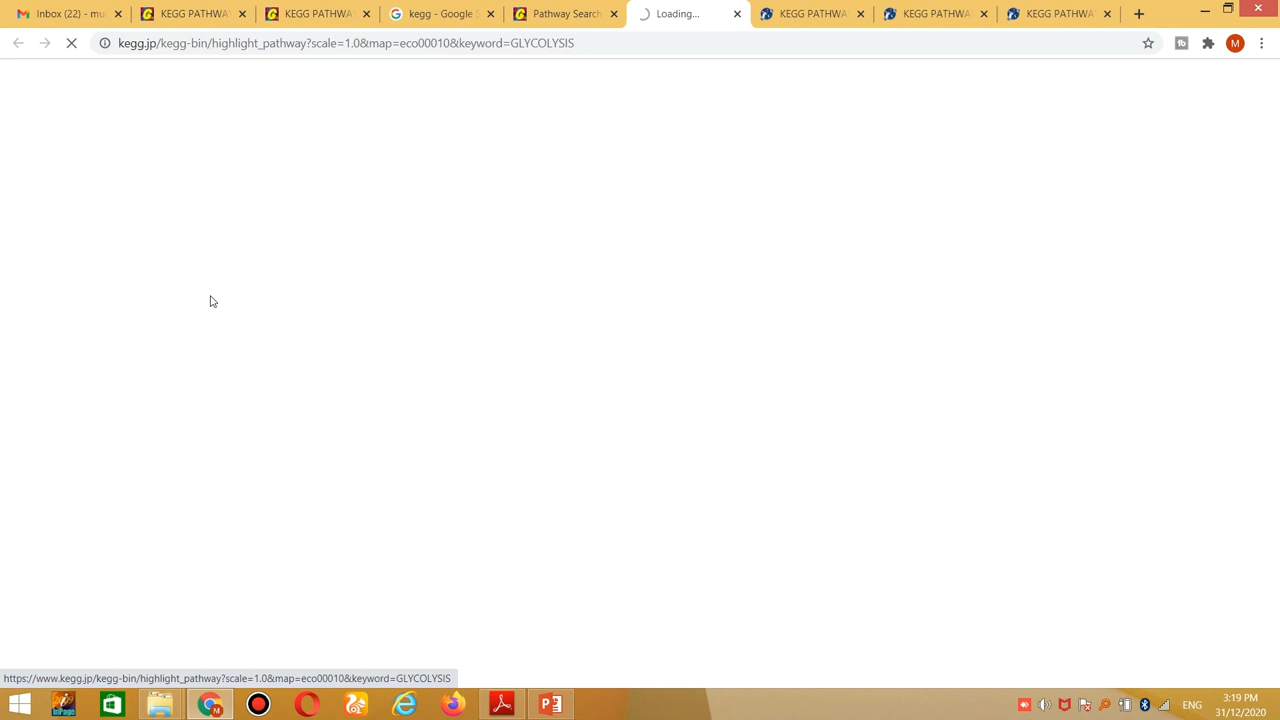 Inbox (22) - mu
KEGG PATHWA
KEGG PATHWA
kegg - Google
Pathway Search
Loading...
KEGG PATHWA
KEGG PATHWA
KEGG PATHWA
kegg.jp/kegg-bin/highlight_pathway?scale=1.0&map=eco00010&keyword=GLYCOLYSIS
M
https://www.kegg.jp/kegg-bin/highlight_pathway?scale=1.0&map=eco00010&keyword=GLYCOLYSIS
InPage
M
ENG
3:19 PM
31/12/2020